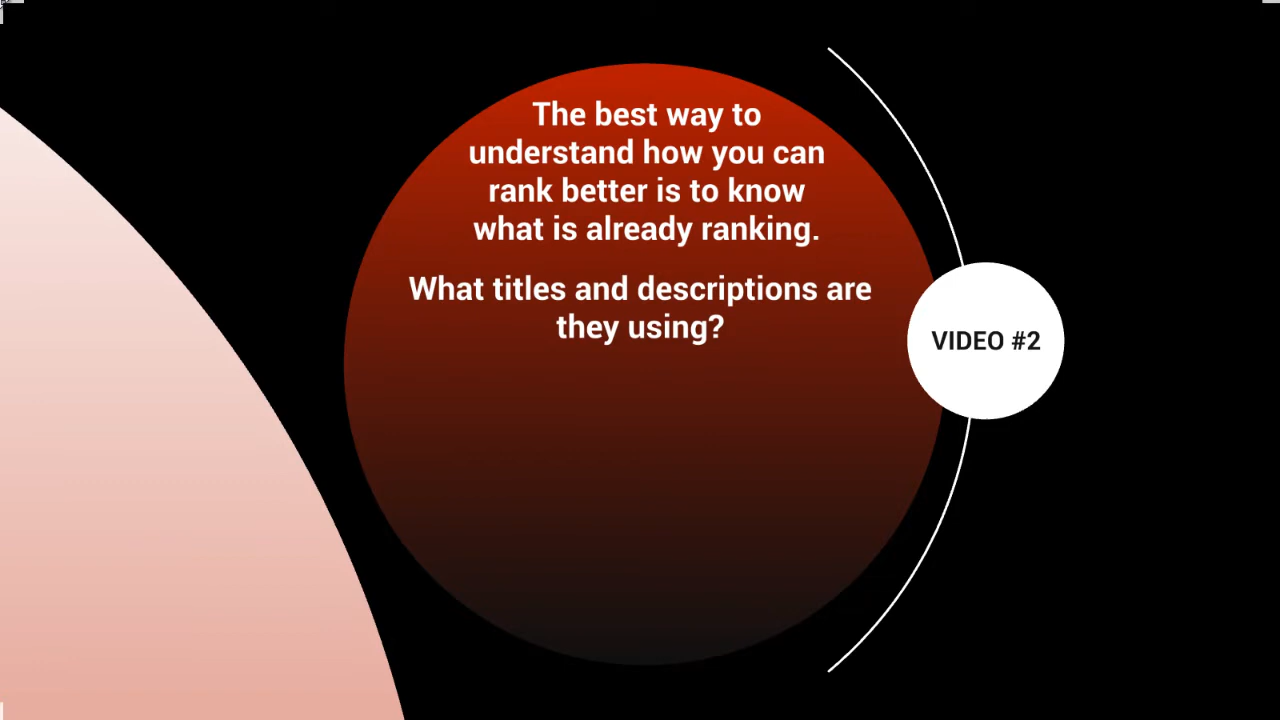 The best way to
understand how you can
rank better is to know
what is already ranking.
What titles and descriptions are
they using?
VIDEO #2